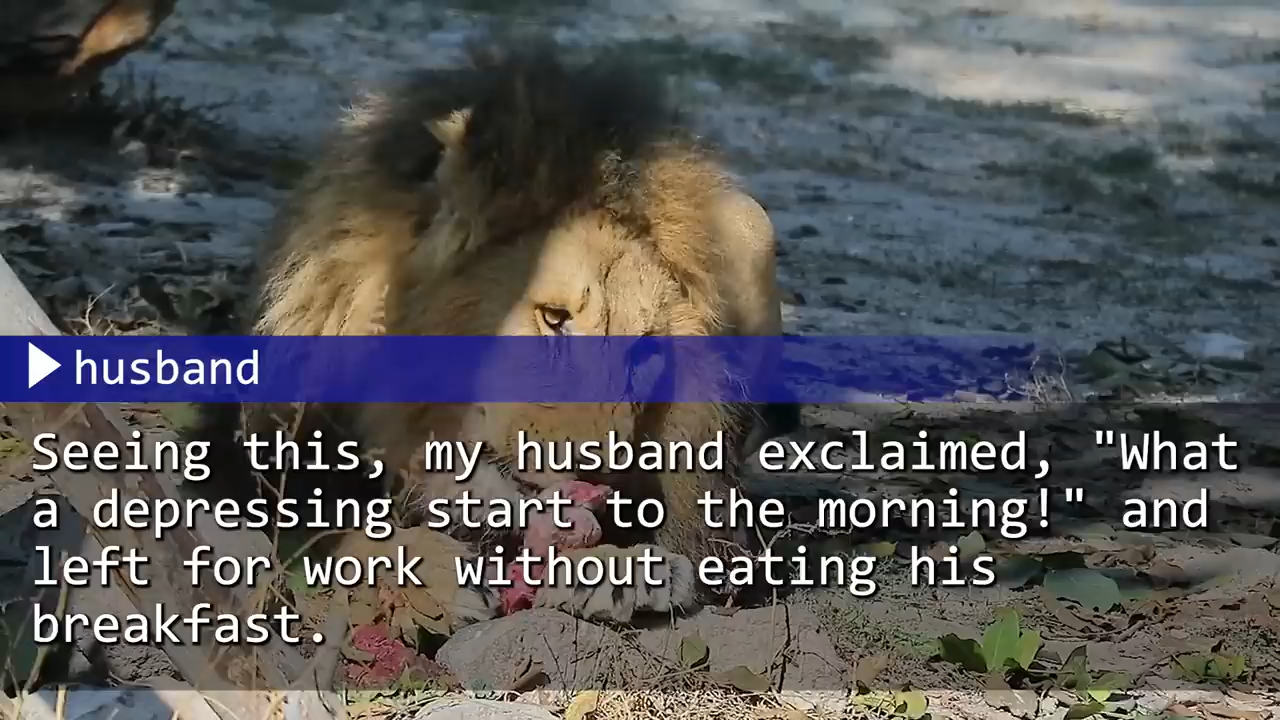 husband
Seeing this, my husband exclaimed, "What
a depressing start to the morning!" and
left for work without eating his
breakfast.